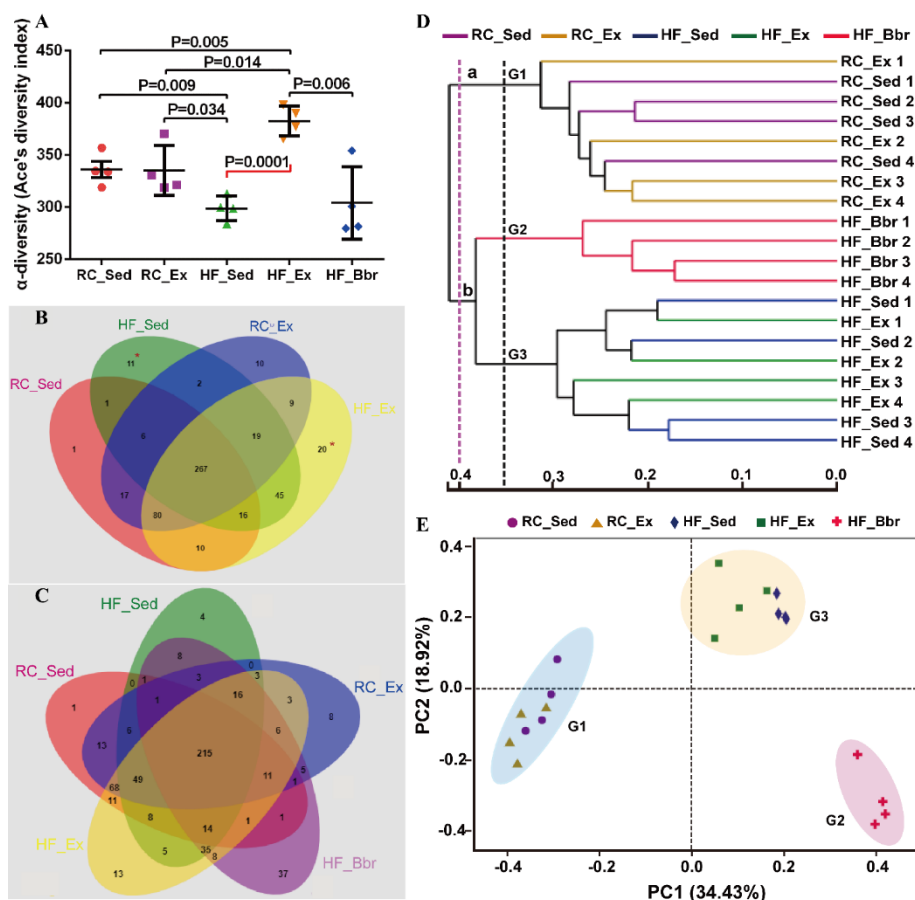 A
α-diversity (Ace's diversity index)
450
400
350
300
250
P=0.005
P=0.014
P=0.009
P=0.006
P=0.034
P=0.0001
RC_Sed RC_Ex HF_Sed HF_Ex HF_Bbr
B
HF_Sed
RC_Ex
RC_Sed
HF_Ex
11*
10
2
1
9
6
19
1
20*
267
17
45
80
16
10
C
HF_Sed
RC_Sed
RC_Ex
HF_Ex
HF_Bbr
4
8
0
3
0
1
3
16
3
1
1
6
8
13
6
215
49
5
11
1
68
11
8
1
1
14
5
35
8
13
37
D
RC_Sed RC_Ex HF_Sed HF_Ex HF_Bbr
a
G1
RC_Ex 1
RC_Sed 1
RC_Sed 2
RC_Sed 3
RC_Ex 2
RC_Sed 4
RC_Ex 3
RC_Ex 4
HF_Bbr 1
G2
HF_Bbr 2
HF_Bbr 3
HF_Bbr 4
b
HF_Sed 1
HF_Ex 1
HF_Sed 2
G3
HF_Ex 2
HF_Ex 3
HF_Ex 4
HF_Sed 3
HF_Sed 4
0.4 0.3 0.2 0.1 0.0
E
RC_Sed RC_Ex HF_Sed HF_Ex HF_Bbr
PC2 (18.92%)
0.4
0.2
0.0
-0.2
-0.4
G3
G1
G2
-0.4 -0.2 0.0 0.2 0.4
PC1 (34.43%)